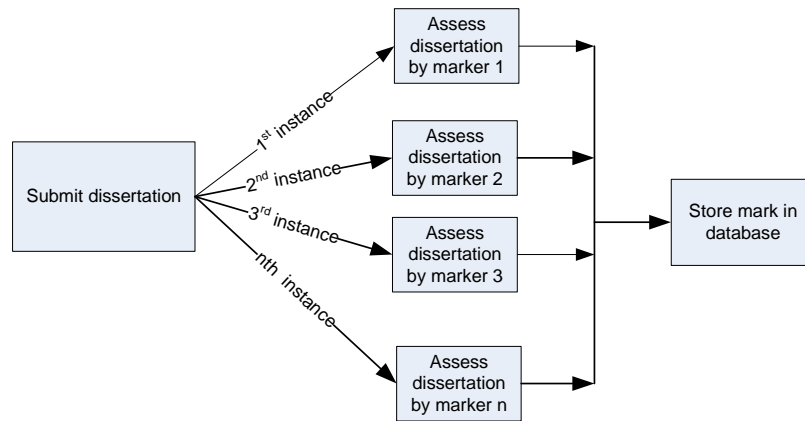 Submit dissertation
1st instance
2nd instance
3rd instance
nth instance
Assess
dissertation
by marker 1
Assess
dissertation
by marker 2
Assess
dissertation
by marker 3
Assess
dissertation
by marker n
Store mark in
database